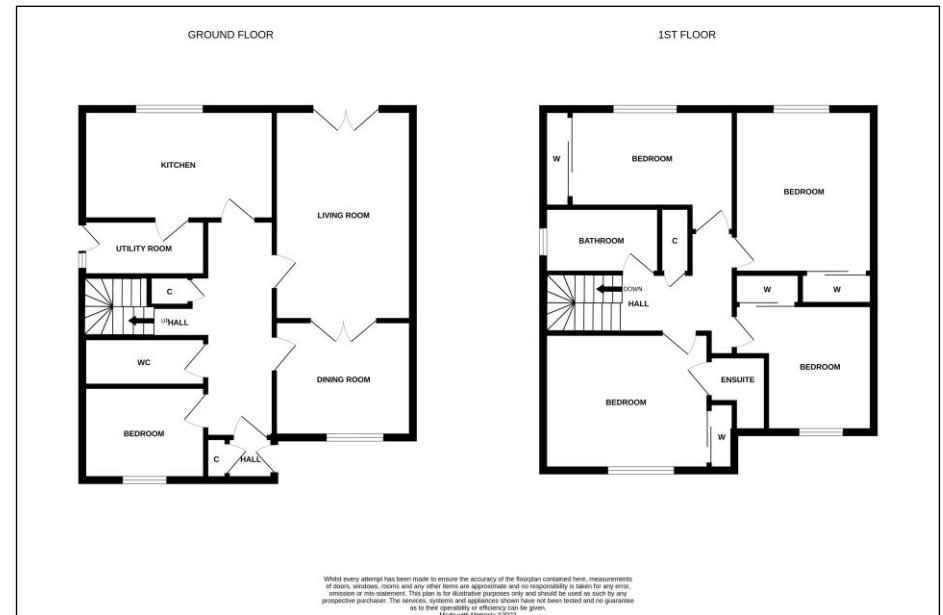 GROUND FLOOR
1ST FLOOR
KITCHEN
LIVING ROOM
UTILITY ROOM
C
UP
HALL
WC
DINING ROOM
BEDROOM
C
HALL
W
BEDROOM
BEDROOM
BATHROOM
C
DOWN
HALL
W
W
BEDROOM
ENSUITE
BEDROOM
W
Whilst every attempt has been made to ensure the accuracy of the floorplan contained here, measurements
of doors, windows, rooms and any other items are approximate and no responsibility is taken for any error,
omission or mis-statement. This plan is for illustrative purposes only and should be used as such by any
prospective purchaser. The services, systems and appliances shown have not been tested and no guarantee
as to their operability or efficiency can be given.
Made with Metropix ©2023